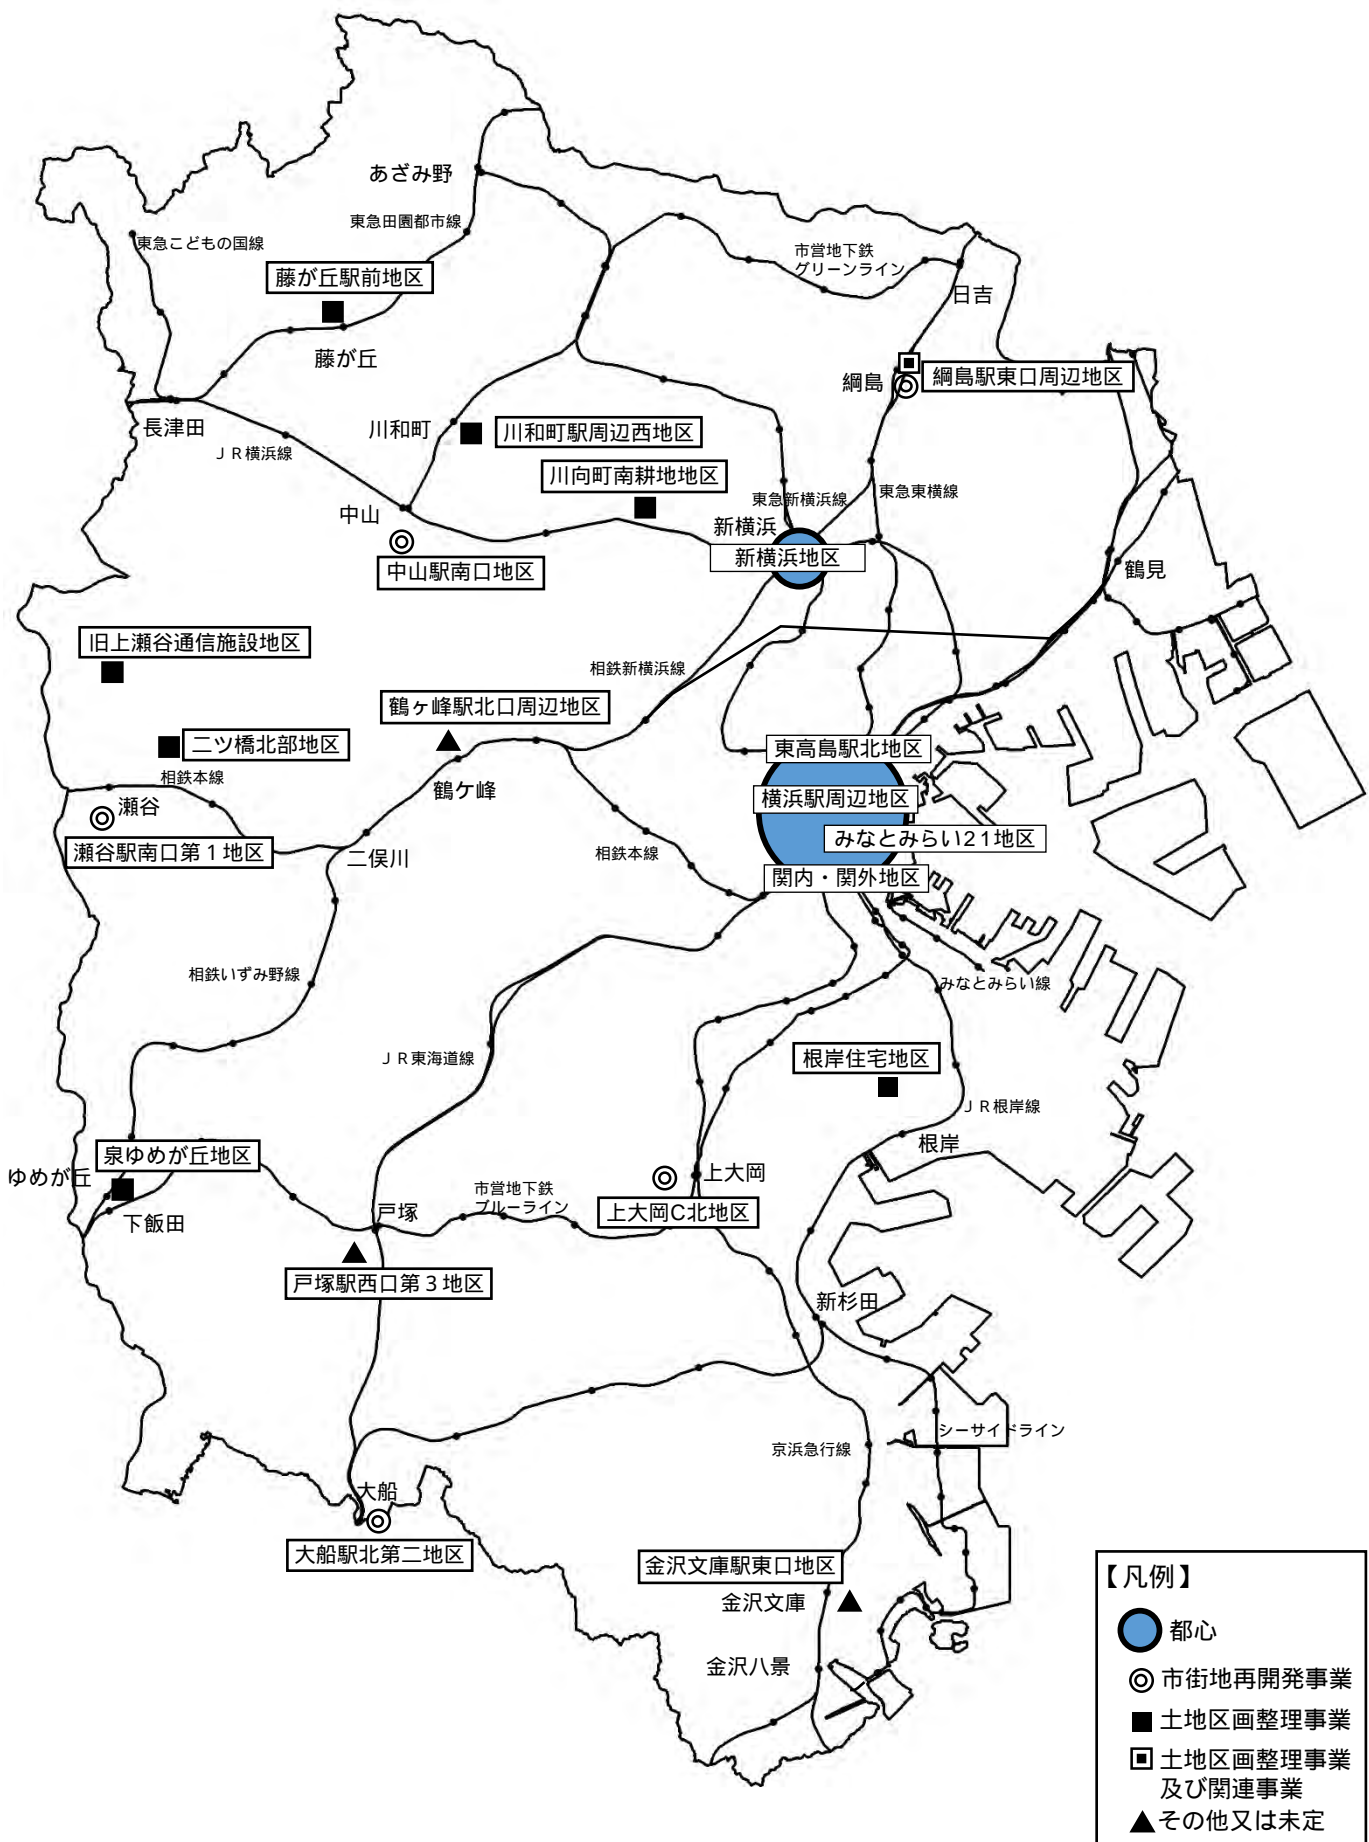 あざみ野
東急田園都市線
東急こどもの国線
市営地下鉄
グリーンライン
藤が丘駅前地区
日吉
藤が丘
綱島
綱島駅東口周辺地区
長津田
川和町
川和町駅周辺西地区
ＪＲ横浜線
川向町南耕地地区
東急新横浜線
東急東横線
中山
新横浜
新横浜地区
中山駅南口地区
鶴見
旧上瀬谷通信施設地区
相鉄新横浜線
鶴ヶ峰駅北口周辺地区
二ツ橋北部地区
東高島駅北地区
相鉄本線
鶴ケ峰
横浜駅周辺地区
瀬谷
みなとみらい21地区
瀬谷駅南口第１地区
二俣川
相鉄本線
関内・関外地区
相鉄いずみ野線
みなとみらい線
ＪＲ東海道線
根岸住宅地区
ＪＲ根岸線
根岸
泉ゆめが丘地区
ゆめが丘
上大岡
市営地下鉄
ブルーライン
上大岡C北地区
下飯田
戸塚
戸塚駅西口第３地区
新杉田
シーサイドライン
京浜急行線
大船
大船駅北第二地区
金沢文庫駅東口地区
金沢文庫
金沢八景
【凡例】
都心
市街地再開発事業
土地区画整理事業
土地区画整理事業
及び関連事業
その他又は未定